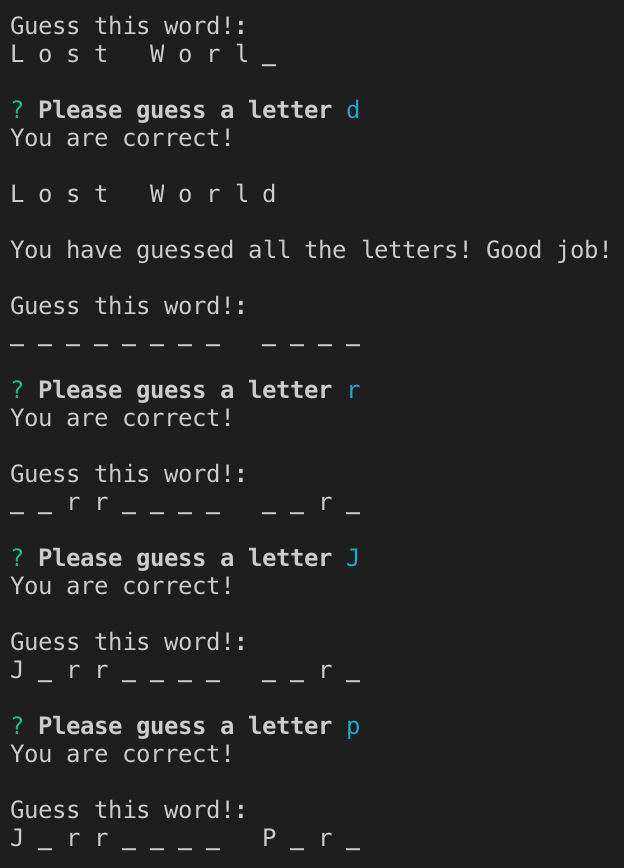 Guess this word!:
L o s t   W o r l _
? Please guess a letter d
You are correct!
L o s t   W o r l d
You have guessed all the letters! Good job!
Guess this word!:
_ _ _ _ _ _ _ _   _ _ _ _
? Please guess a letter r
You are correct!
Guess this word!:
_ _ r r _ _ _ _   _ _ r _
? Please guess a letter J
You are correct!
Guess this word!:
J _ r r _ _ _ _   _ _ r _
? Please guess a letter p
You are correct!
Guess this word!:
J _ r r _ _ _ _   P _ r _